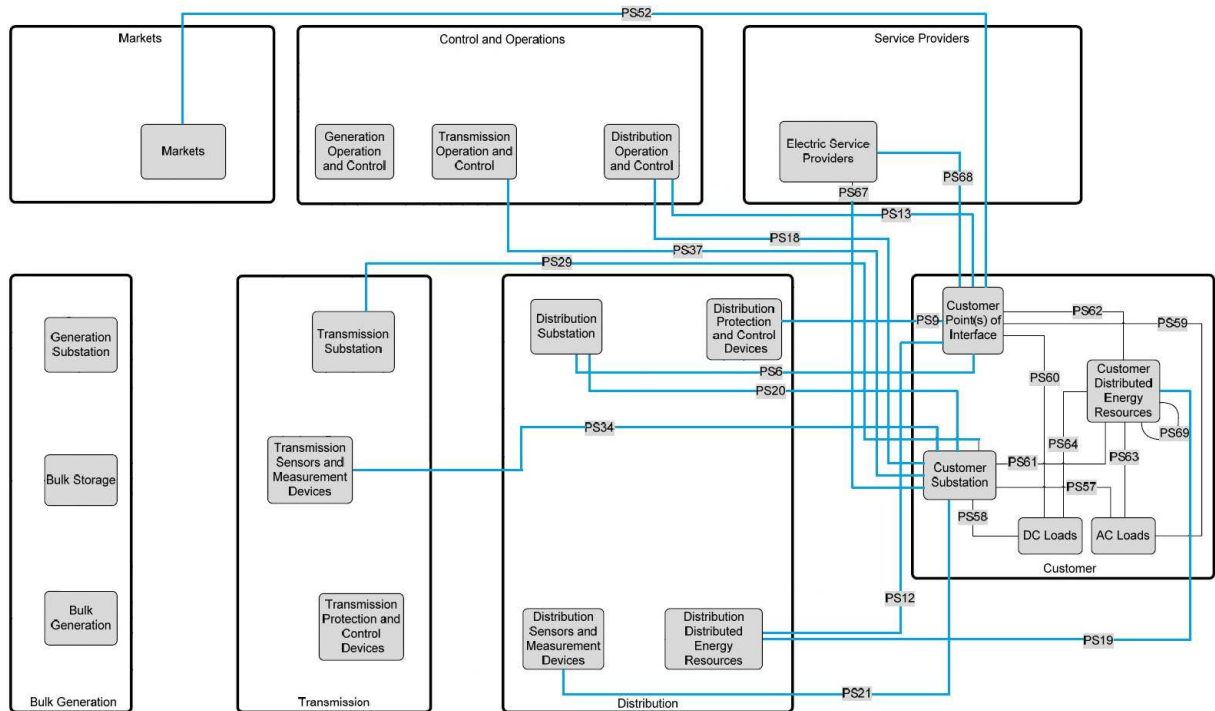 PS52
Markets
Control and Operations
Service Providers
Markets
Generation
Operation
and Control
Transmission
Operation and
Control
Distribution
Operation
and Control
Electric Service
Providers
PS68
PS67
PS13
PS18
PS37
PS29
Generation
Substation
Transmission
Substation
Distribution
Substation
Distribution
Protection
and Control
Devices
PS9
Customer
Point(s) of
Interface
PS62
PS59
PS6
PS60
Customer
Distributed
Energy
Resources
PS20
PS34
PS64
PS69
Bulk Storage
Transmission
Sensors and
Measurement
Devices
Customer
Substation
PS61
PS63
PS57
PS58
DC Loads
AC Loads
Customer
Bulk
Generation
Transmission
Protection and
Control
Devices
Distribution
Sensors and
Measurement
Devices
Distribution
Distributed
Energy
Resources
PS12
PS19
PS21
Bulk Generation
Transmission
Distribution